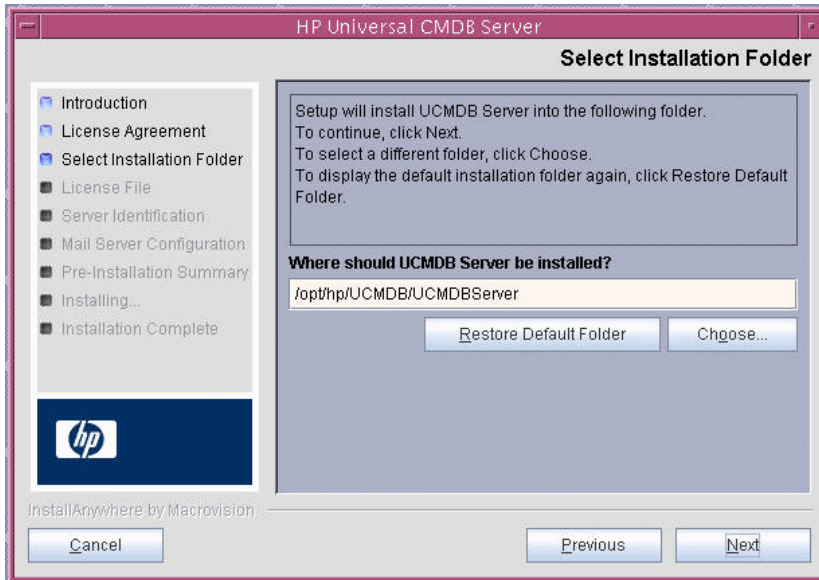 HP Universal CMDB Server
Select Installation Folder
Introduction
License Agreement
Select Installation Folder
License File
Server Identification
Mail Server Configuration
Pre-Installation Summary
Installing...
Installation Complete
hp
Setup will install UCMDB Server into the following folder.
To continue, click Next.
To select a different folder, click Choose.
To display the default installation folder again, click Restore Default
Folder.
Where should UCMDB Server be installed?
/opt/hp/UCMDB/UCMDBServer
Restore Default Folder
Choose...
InstallAnywhere by Macrovision
Cancel
Previous
Next